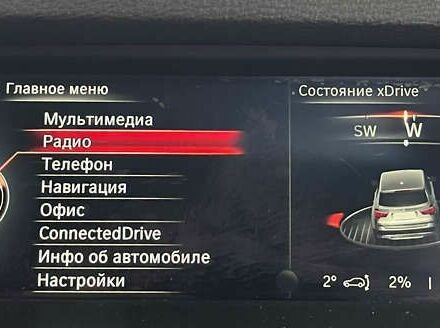 Главное меню
Мультимедиа
Радио
Телефон
Навигация
Офис
ConnectedDrive
Инфо об автомобиле
Настройки
Состояние xDrive
SW W
2° 2%